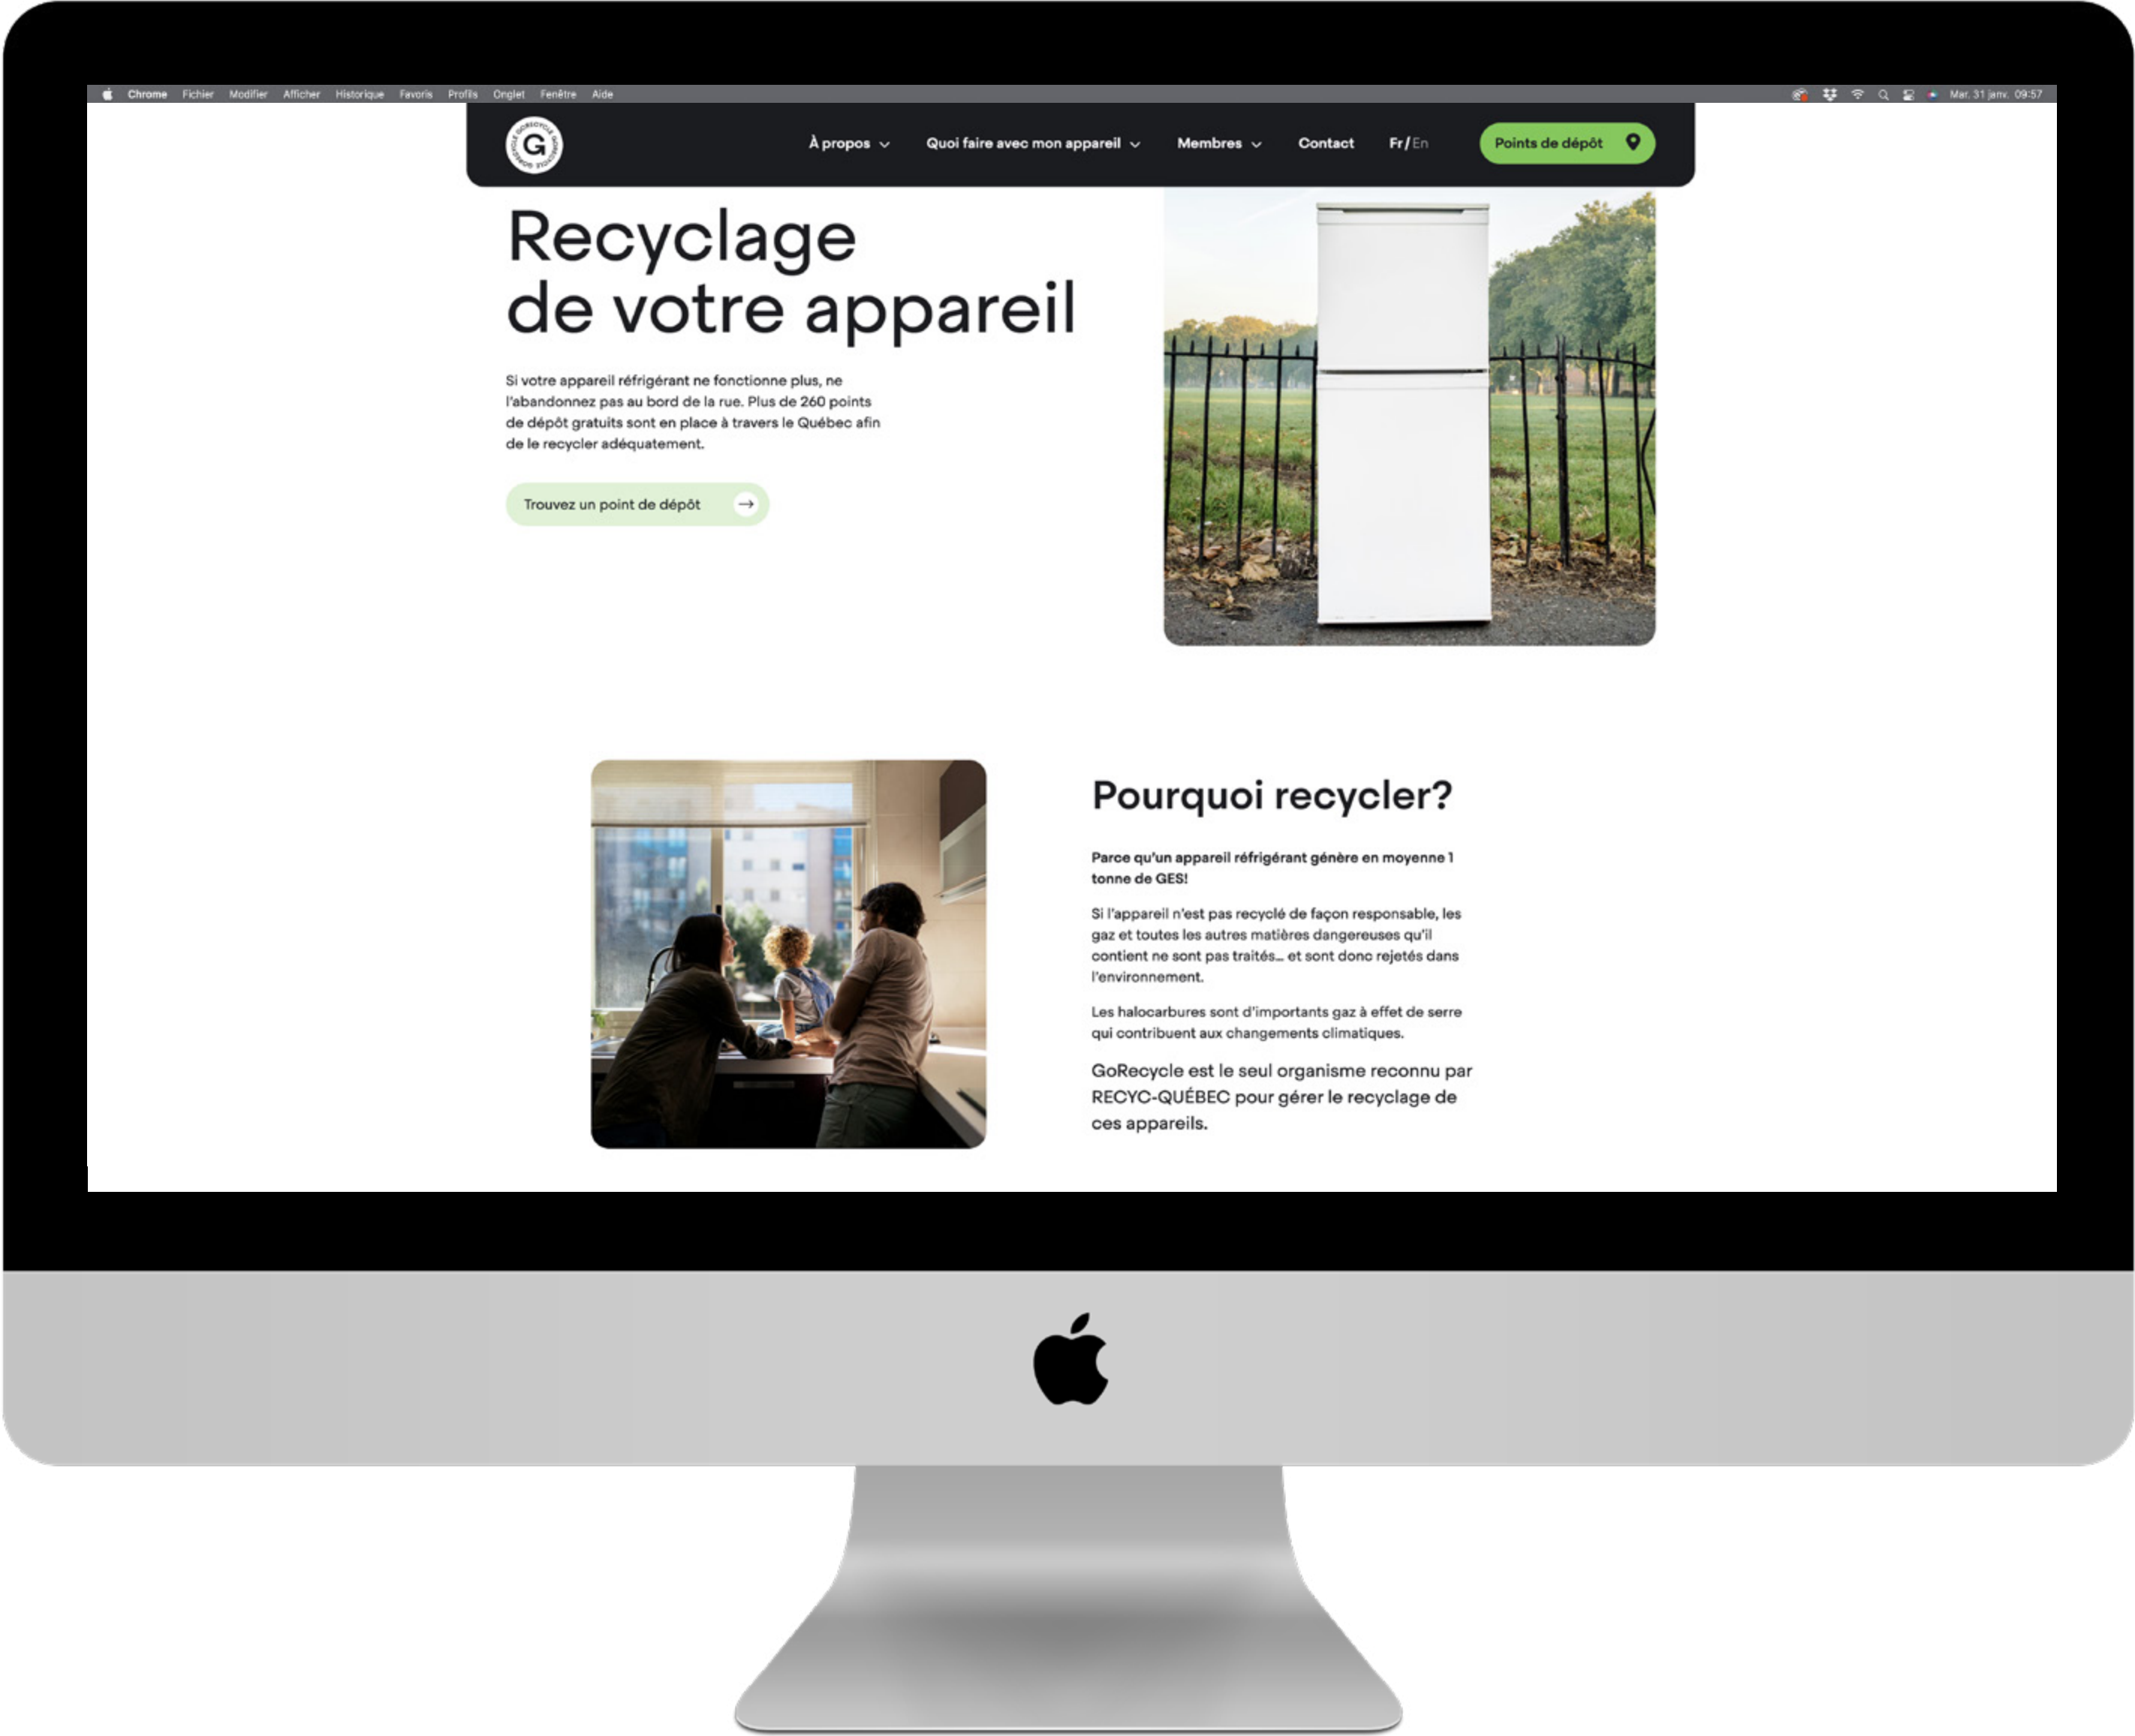 Chrome Fichier Modifier Afficher Historique Favoris Profils Onglet Fenêtre Aide
Mar. 31 janv. 09:57
GORECYCLE GORECYCLE GORECYCLE
G
À propos
Quoi faire avec mon appareil
Membres
Contact
Fr/En
Points de dépôt
Recyclage
de votre appareil
Si votre appareil réfrigérant ne fonctionne plus, ne
l'abandonnez pas au bord de la rue. Plus de 260 points
de dépôt gratuits sont en place à travers le Québec afin
de le recycler adéquatement.
Trouvez un point de dépôt
Pourquoi recycler?
Parce qu'un appareil réfrigérant génère en moyenne 1
tonne de GES!
Si l'appareil n'est pas recyclé de façon responsable, les
gaz et toutes les autres matières dangereuses qu'il
contient ne sont pas traités... et sont donc rejetés dans
l'environnement.
Les halocarbures sont d'importants gaz à effet de serre
qui contribuent aux changements climatiques.
GoRecycle est le seul organisme reconnu par
RECYC-QUÉBEC pour gérer le recyclage de
ces appareils.